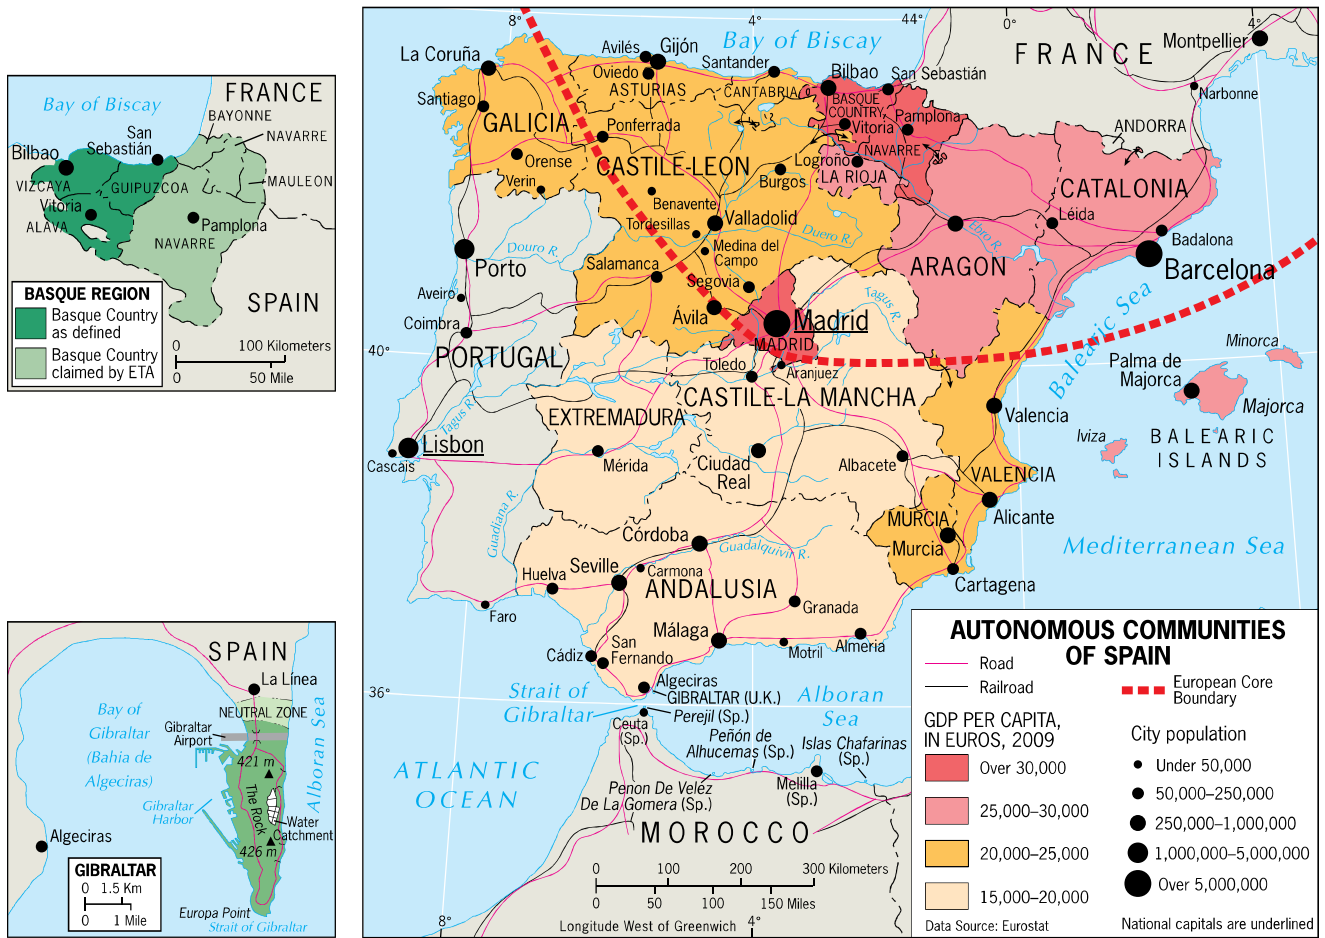 Bay of Biscay
FRANCE
BAYONNE
NAVARRE
San
Sebastián
Bilbao
VIZCAYA
GUIPUZCOA
MAULEON
Vitoria
ALAVA
Pamplona
NAVARRE
SPAIN
BASQUE REGION
Basque Country
as defined
Basque Country
claimed by ETA
0 100 Kilometers
0 50 Mile
SPAIN
La Línea
NEUTRAL ZONE
Bay of
Gibraltar
(Bahia de
Algeciras)
Gibraltar
Airport
421 m
The Rock
Alboran Sea
Gibraltar
Harbor
Water
Catchment
426 m
Algeciras
GIBRALTAR
0 1.5 Km
0 1 Mile
Europa Point
Strait of Gibraltar
8°
4°
44°
0°
4°
Bay of Biscay
FRANCE
Montpellier
Narbonne
La Coruña
Avilés
Gijón
Santander
Bilbao
San Sebastián
Oviedo
ASTURIAS
CANTABRIA
BASQUE
COUNTRY
Santiago
GALICIA
Ponferrada
Vitoria
Pamplona
ANDORRA
NAVARRE
Orense
CASTILE-LEON
Logroño
LA RIOJA
Burgos
Verin
Benavente
CATALONIA
Tordesillas
Valladolid
Léida
Douro R.
Duero R.
Ebro R.
Badalona
Porto
Medina del
Campo
Salamanca
Segovia
ARAGON
Barcelona
Aveiro
Tagus R.
Ávila
Madrid
Coimbra
MADRID
Balearic Sea
Minorca
40°
PORTUGAL
Toledo
Aranjuez
Palma de
Majorca
EXTREMADURA
CASTILE-LA MANCHA
Majorca
Tagus R.
Valencia
Lisbon
Iviza
BALEARIC
ISLANDS
Cascais
Mérida
Ciudad
Real
Albacete
VALENCIA
Guadiana R.
MURCIA
Alicante
Córdoba
Guadalquivir R.
Murcia
Mediterranean Sea
Huelva
Seville
Carmona
ANDALUSIA
Cartagena
Faro
Granada
Málaga
San
Fernando
Cádiz
Motril
Almeria
36°
Strait of
Gibraltar
Algeciras
GIBRALTAR (U.K.)
Perejil (Sp.)
Alboran
Sea
Ceuta
(Sp.)
Peñón de
Alhucemas (Sp.)
Islas Chafarinas
(Sp.)
ATLANTIC
OCEAN
Penon De Velez
De La Gomera (Sp.)
Melilla
(Sp.)
MOROCCO
0 100 200 300 Kilometers
0 50 100 150 Miles
8°
Longitude West of Greenwich
4°
AUTONOMOUS COMMUNITIES
OF SPAIN
Road
Railroad
European Core
Boundary
GDP PER CAPITA,
IN EUROS, 2009
Over 30,000
25,000–30,000
20,000–25,000
15,000–20,000
Data Source: Eurostat
City population
Under 50,000
50,000–250,000
250,000–1,000,000
1,000,000–5,000,000
Over 5,000,000
National capitals are underlined